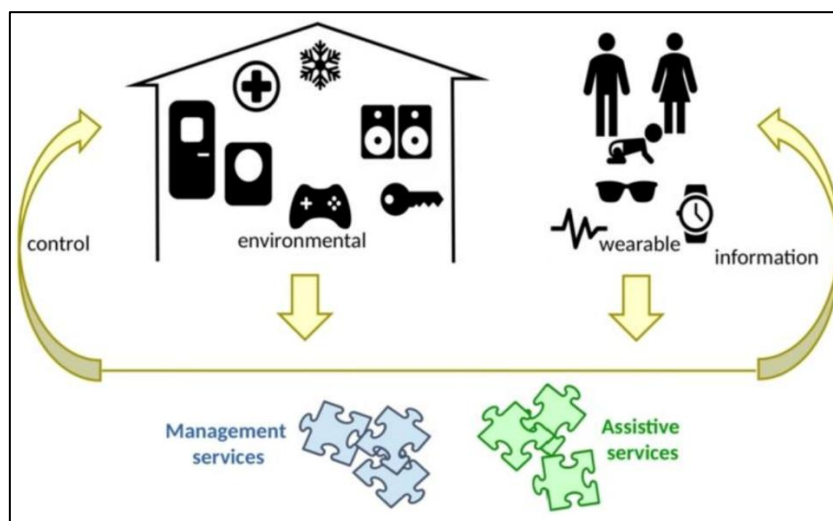 control
environmental
wearable
information
Management
services
Assistive
services